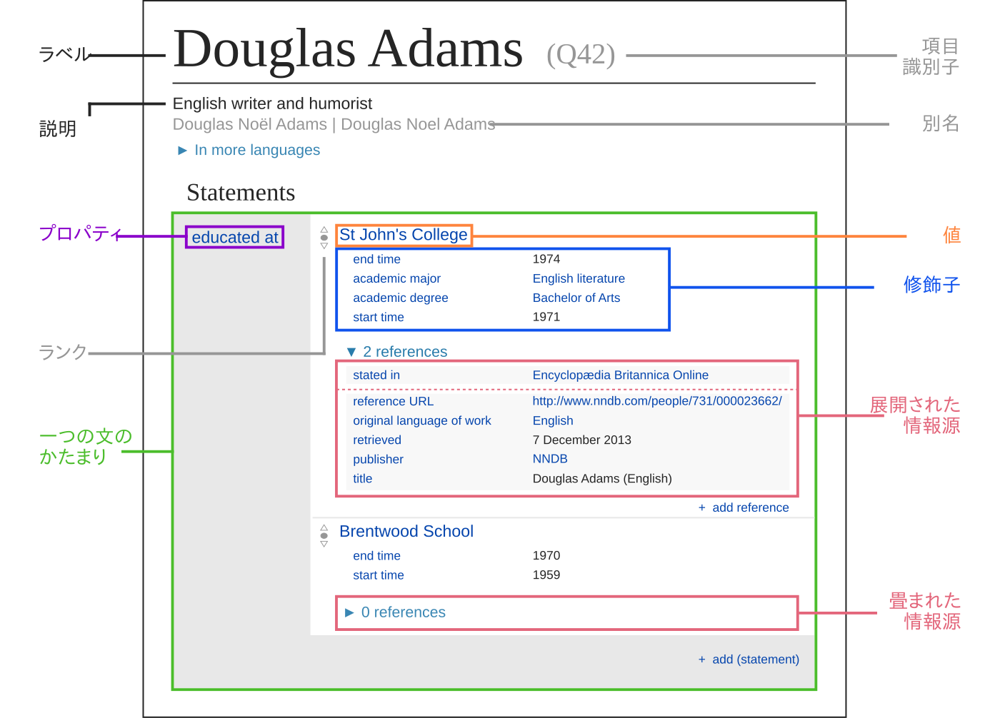 ラベル
Douglas Adams (Q42)
項目
識別子
説明
English writer and humorist
Douglas Noël Adams | Douglas Noel Adams
別名
► In more languages
Statements
プロパティ
educated at
St John's College
値
end time 1974
academic major English literature
academic degree Bachelor of Arts
start time 1971
修飾子
ランク
▼ 2 references
stated in Encyclopædia Britannica Online
reference URL http://www.nndb.com/people/731/000023662/
original language of work English
retrieved 7 December 2013
publisher NNDB
title Douglas Adams (English)
展開された
情報源
一つの文の
かたまり
+ add reference
Brentwood School
end time 1970
start time 1959
► 0 references
畳まれた
情報源
+ add (statement)